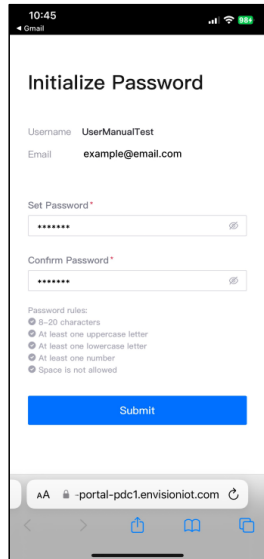 10:45
98
◀ Gmail
Initialize Password
Username UserManualTest
Email example@email.com
Set Password*
*******
Confirm Password*
*******
Password rules:
8-20 characters
At least one uppercase letter
At least one lowercase letter
At least one number
Space is not allowed
Submit
AA -portal-pdc1.envisioniot.com